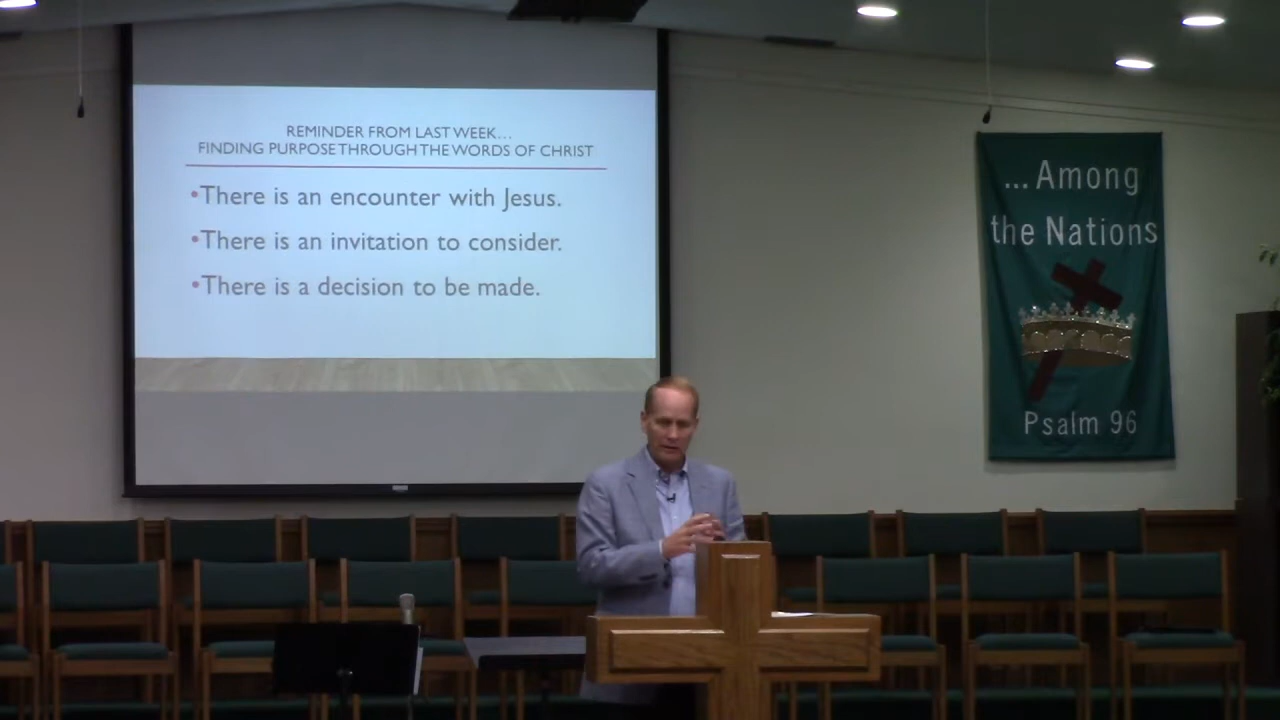 REMINDER FROM LAST WEEK...
FINDING PURPOSE THROUGH THE WORDS OF CHRIST
•There is an encounter with Jesus.
•There is an invitation to consider.
•There is a decision to be made.
...Among
the Nations
Psalm 96